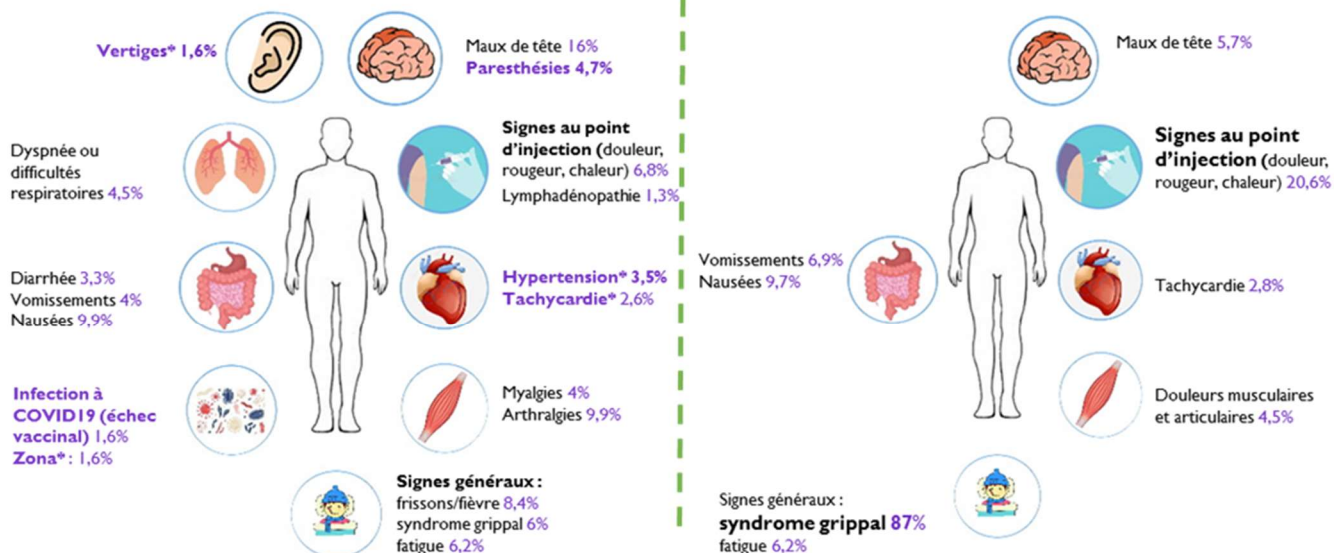 Vertiges* 1,6%
Maux de tête 16%
Paresthésies 4,7%
Dyspnée ou
difficultés
respiratoires 4,5%
Signes au point
d'injection (douleur,
rougeur, chaleur) 6,8%
Lymphadénopathie 1,3%
Diarrhée 3,3%
Vomissements 4%
Nausées 9,9%
Hypertension* 3,5%
Tachycardie* 2,6%
Infection à
COVID19 (échec
vaccinal) 1,6%
Zona* : 1,6%
Myalgies 4%
Arthralgies 9,9%
Signes généraux :
frissons/fièvre 8,4%
syndrome grippal 6%
fatigue 6,2%
Maux de tête 5,7%
Signes au point
d'injection (douleur,
rougeur, chaleur) 20,6%
Vomissements 6,9%
Nausées 9,7%
Tachycardie 2,8%
Douleurs musculaires
et articulaires 4,5%
Signes généraux :
syndrome grippal 87%
fatigue 6,2%